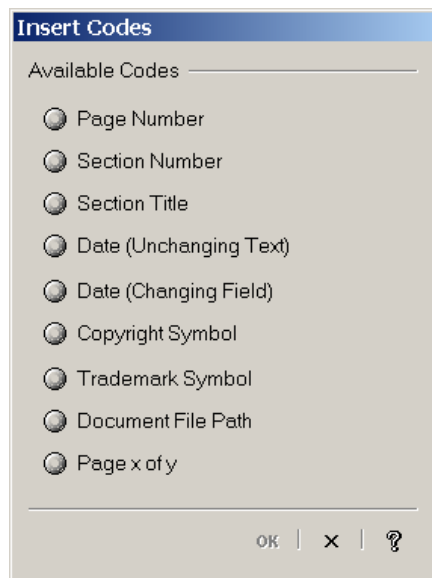 Insert Codes
Available Codes
Page Number
Section Number
Section Title
Date (Unchanging Text)
Date (Changing Field)
Copyright Symbol
Trademark Symbol
Document File Path
Page x of y
OK | × | ?